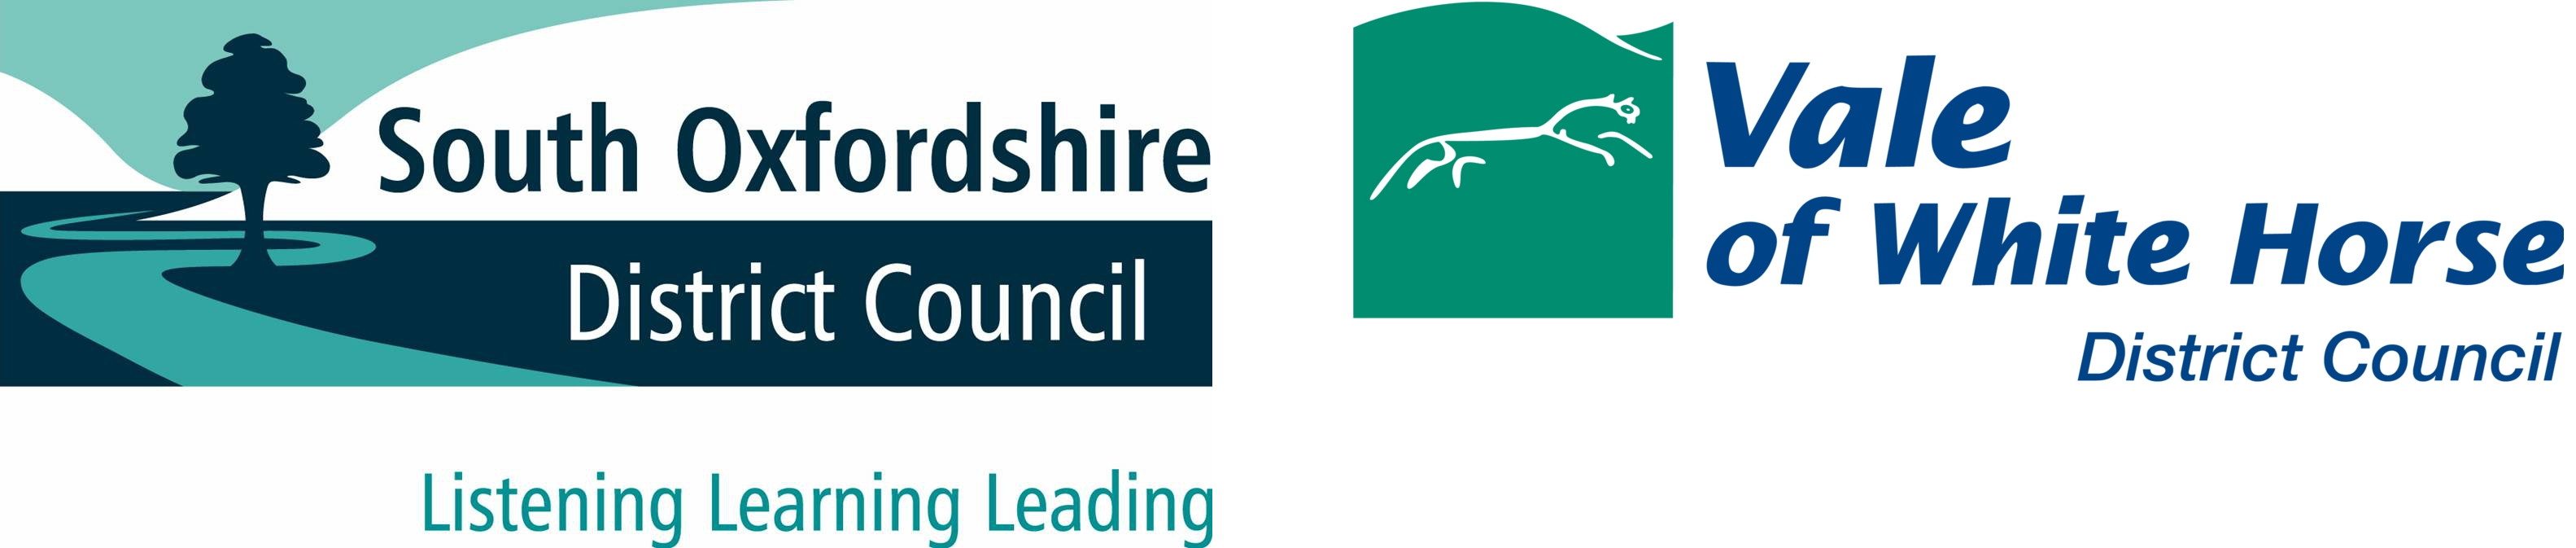 South Oxfordshire
District Council
Listening Learning Leading
Vale
of White Horse
District Council